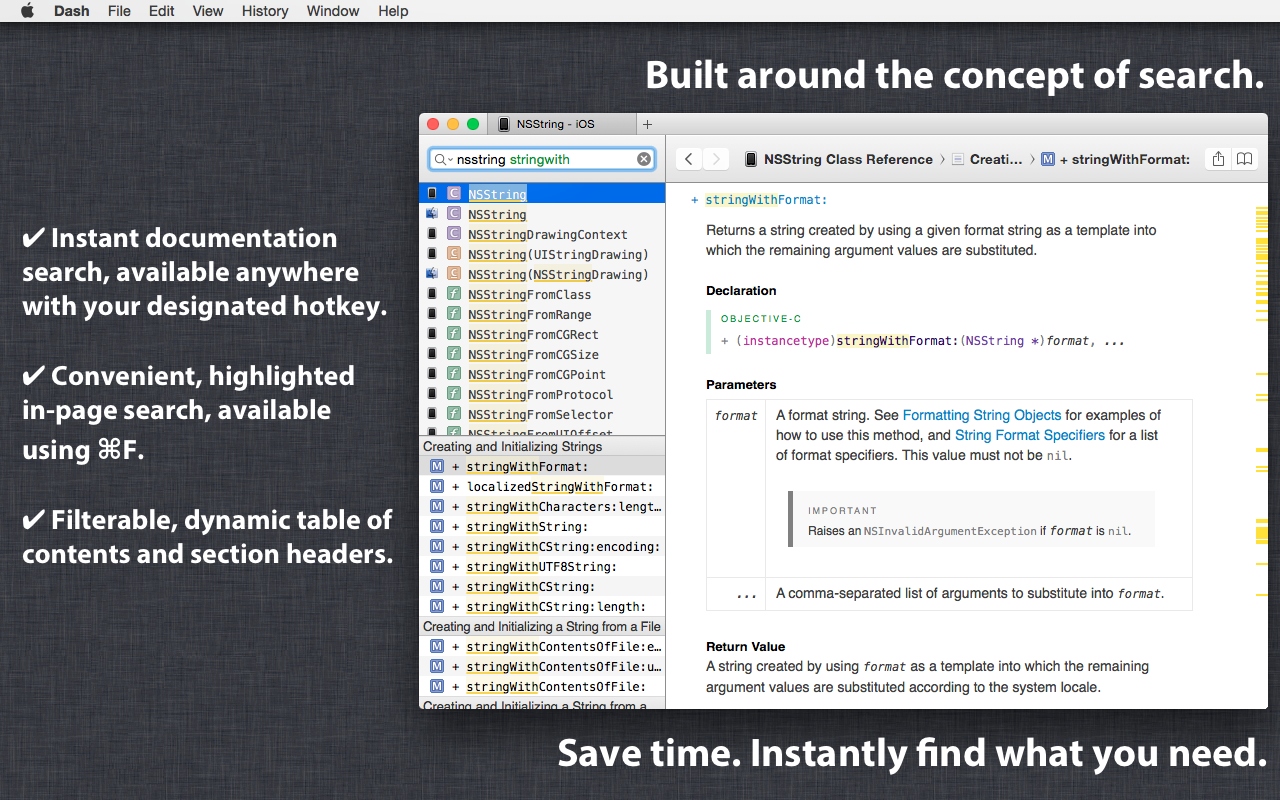 Dash File Edit View History Window Help
Built around the concept of search.
✔ Instant documentation
search, available anywhere
with your designated hotkey.
✔ Convenient, highlighted
in-page search, available
using ⌘F.
✔ Filterable, dynamic table of
contents and section headers.
NSString - iOS
nsstring stringwith
C NSString
C NSString
C NSStringDrawingContext
C NSString(UIStringDrawing)
C NSString(NSStringDrawing)
f NSStringFromClass
f NSStringFromRange
f NSStringFromCGRect
f NSStringFromCGSize
f NSStringFromCGPoint
f NSStringFromProtocol
f NSStringFromSelector
f NSStringFromUIOffset
Creating and Initializing Strings
M + stringWithFormat:
M + localizedStringWithFormat:
M + stringWithCharacters:lengt…
M + stringWithString:
M + stringWithCString:encoding:
M + stringWithUTF8String:
M + stringWithCString:
M + stringWithCString:length:
Creating and Initializing a String from a File
M + stringWithContentsOfFile:e…
M + stringWithContentsOfFile:u…
M + stringWithContentsOfFile:
Creating and Initializing a String from a
NSString Class Reference 〉 Creati... 〉 M + stringWithFormat:
+ stringWithFormat:
Returns a string created by using a given format string as a template into
which the remaining argument values are substituted.
Declaration
OBJECTIVE-C
+ (instancetype)stringWithFormat:(NSString *)format, ...
Parameters
format A format string. See Formatting String Objects for examples of
how to use this method, and String Format Specifiers for a list
of format specifiers. This value must not be nil.
IMPORTANT
Raises an NSInvalidArgumentException if format is nil.
... A comma-separated list of arguments to substitute into format.
Return Value
A string created by using format as a template into which the remaining
argument values are substituted according to the system locale.
Save time. Instantly find what you need.